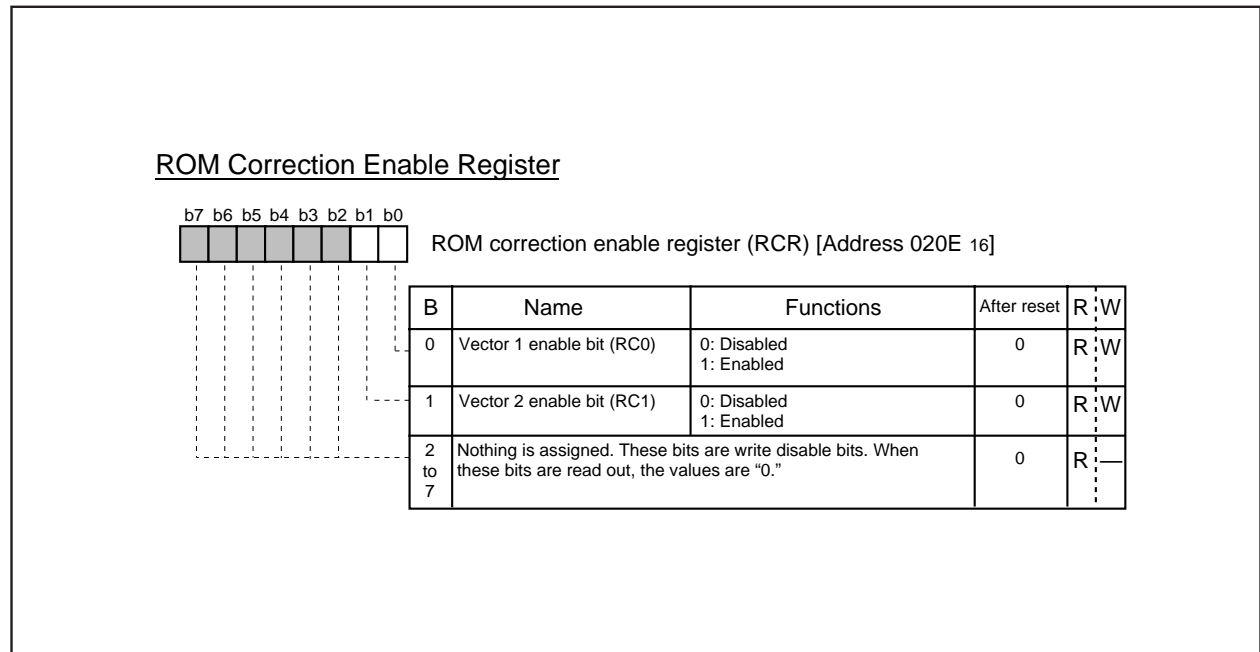 ROM Correction Enable Register
b7 b6 b5 b4 b3 b2 b1 b0
ROM correction enable register (RCR) [Address 020E 16]
B Name Functions After reset R W
0 Vector 1 enable bit (RC0) 0: Disabled 0 R W
1: Enabled
1 Vector 2 enable bit (RC1) 0: Disabled 0 R W
1: Enabled
2 Nothing is assigned. These bits are write disable bits. When 0 R —
to these bits are read out, the values are “0.”
7